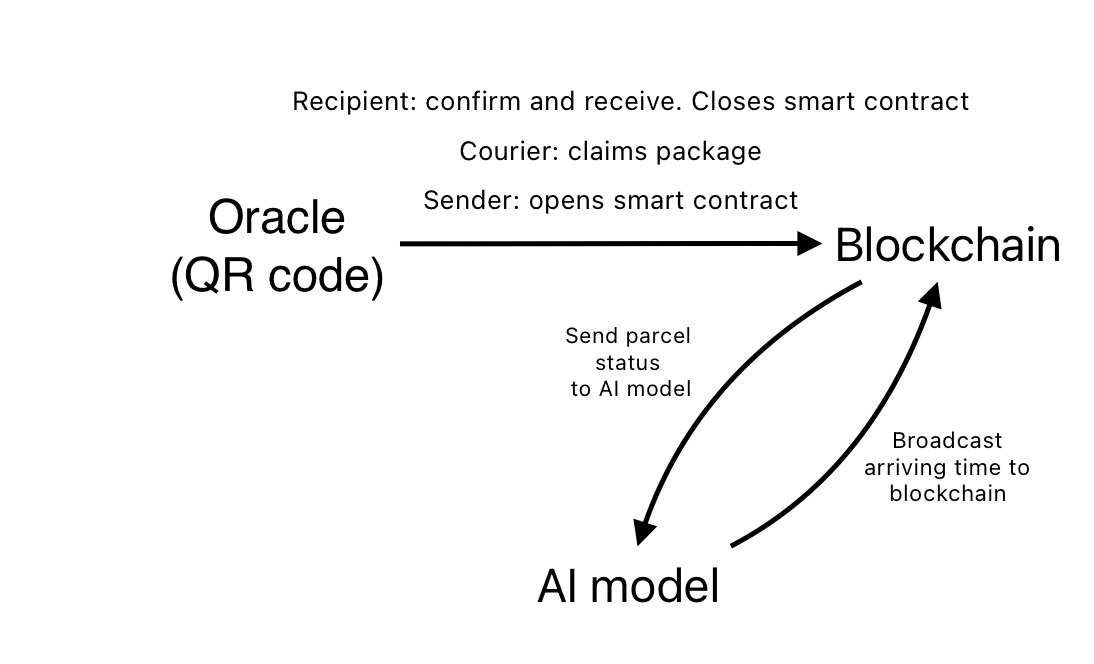 Recipient: confirm and receive. Closes smart contract
Courier: claims package
Sender: opens smart contract
Oracle
(QR code)
Blockchain
Send parcel
status
to AI model
Broadcast
arriving time to
blockchain
AI model